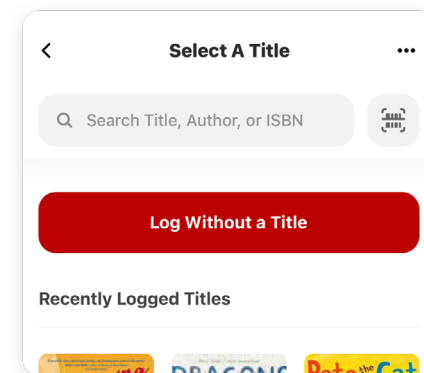 Select A Title
Search Title, Author, or ISBN
Log Without a Title
Recently Logged Titles
DRAGONS
Pete the Cat